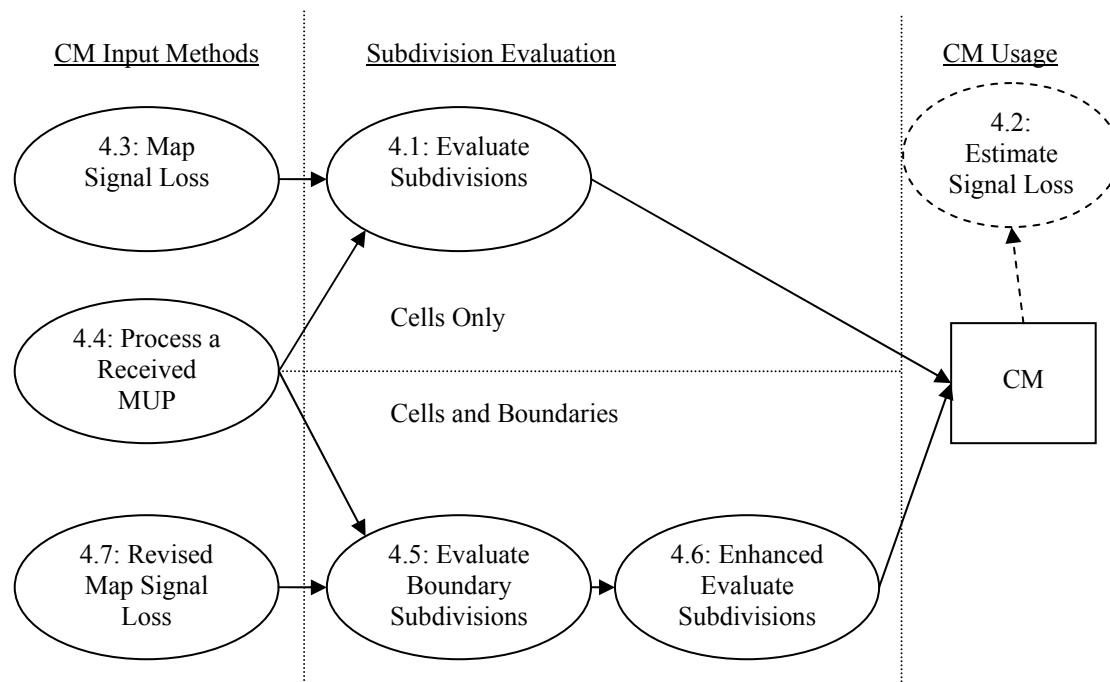 CM Input Methods
Subdivision Evaluation
CM Usage
4.3: Map
Signal Loss
4.1: Evaluate
Subdivisions
4.2:
Estimate
Signal Loss
Cells Only
4.4: Process a
Received
MUP
CM
Cells and Boundaries
4.7: Revised
Map Signal
Loss
4.5: Evaluate
Boundary
Subdivisions
4.6: Enhanced
Evaluate
Subdivisions